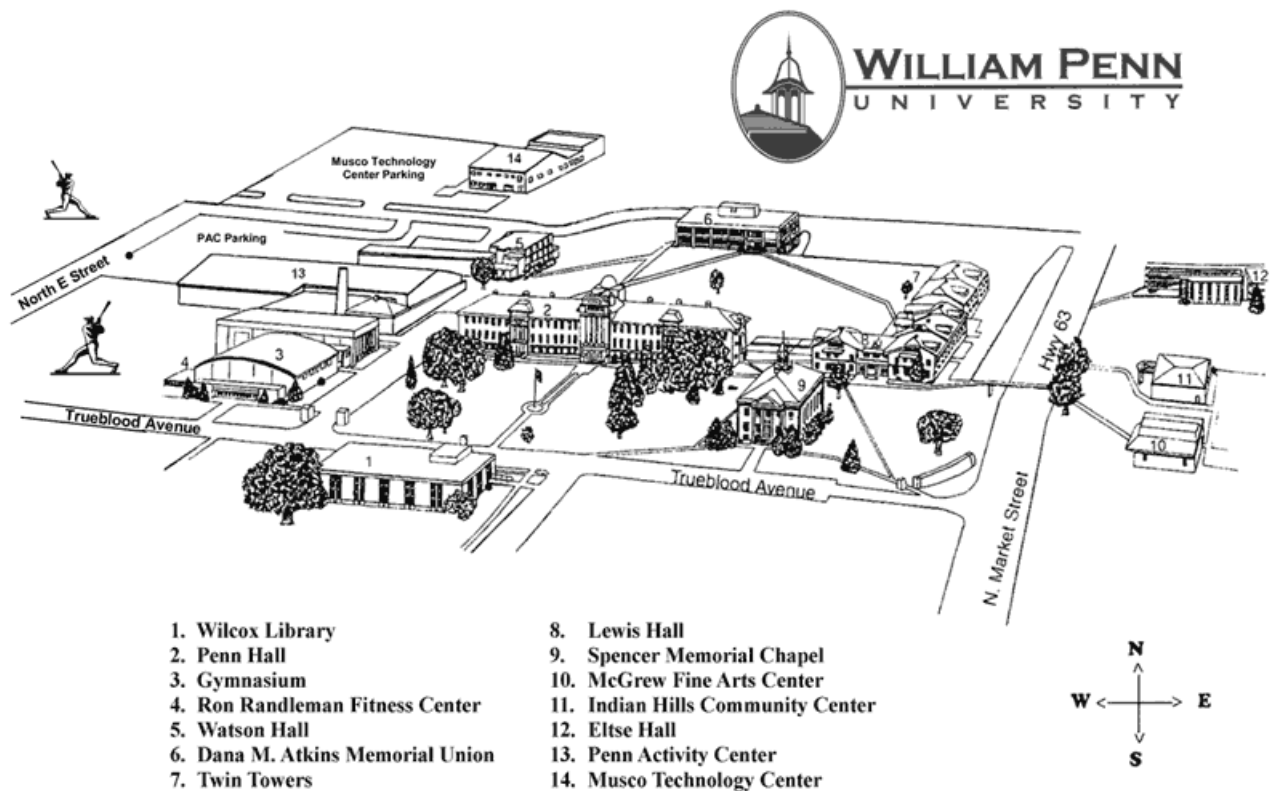 WILLIAM PENN
UNIVERSITY
14
Musco Technology
Center Parking
6
PAC Parking
5
13
7
12
North E Street
2
Hwy 63
3
8
4
9
11
10
Trueblood Avenue
1
Trueblood Avenue
N. Market Street
1. Wilcox Library
2. Penn Hall
3. Gymnasium
4. Ron Randleman Fitness Center
5. Watson Hall
6. Dana M. Atkins Memorial Union
7. Twin Towers
8. Lewis Hall
9. Spencer Memorial Chapel
10. McGrew Fine Arts Center
11. Indian Hills Community Center
12. Eltse Hall
13. Penn Activity Center
14. Musco Technology Center
N
W E
S